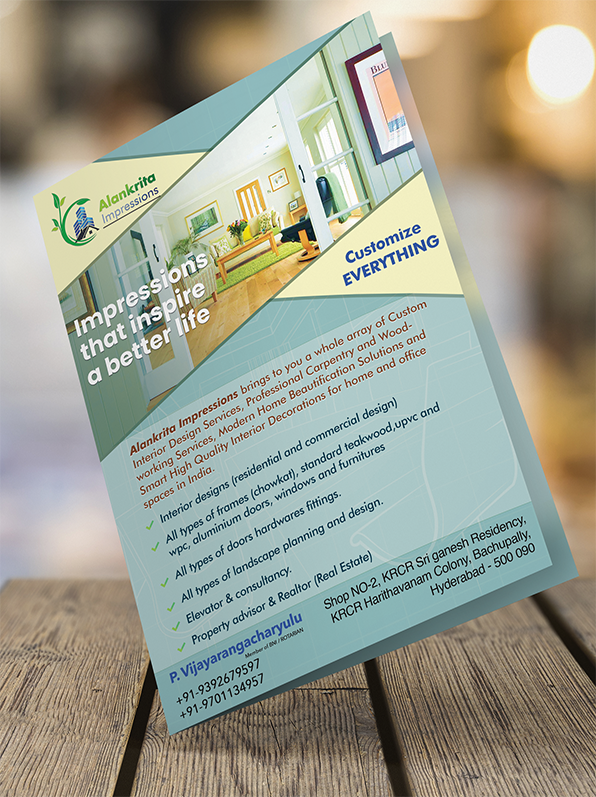 Alankrita
Impressions
Impressions
that inspire
a better life
Customize
EVERYTHING
Alankrita Impressions brings to you a whole array of Custom
Interior Design Services, Professional Carpentry and Wood-
working Services, Modern Home Beautification Solutions and
Smart High Quality Interior Decorations for home and office
spaces in India.
Interior designs (residential and commercial design)
All types of frames (chowkat), standard teakwood,upvc and
wpc, aluminium doors, windows and furnitures
All types of doors hardwares fittings.
All types of landscape planning and design.
Elevator & consultancy.
Property advisor & Realtor (Real Estate)
P. Vijayarangacharyulu
Member of BNI / ROTARIAN
+91-9392679597
+91-9701134957
Shop NO-2, KRCR Sri ganesh Residency,
KRCR Harithavanam Colony, Bachupally,
Hyderabad - 500 090